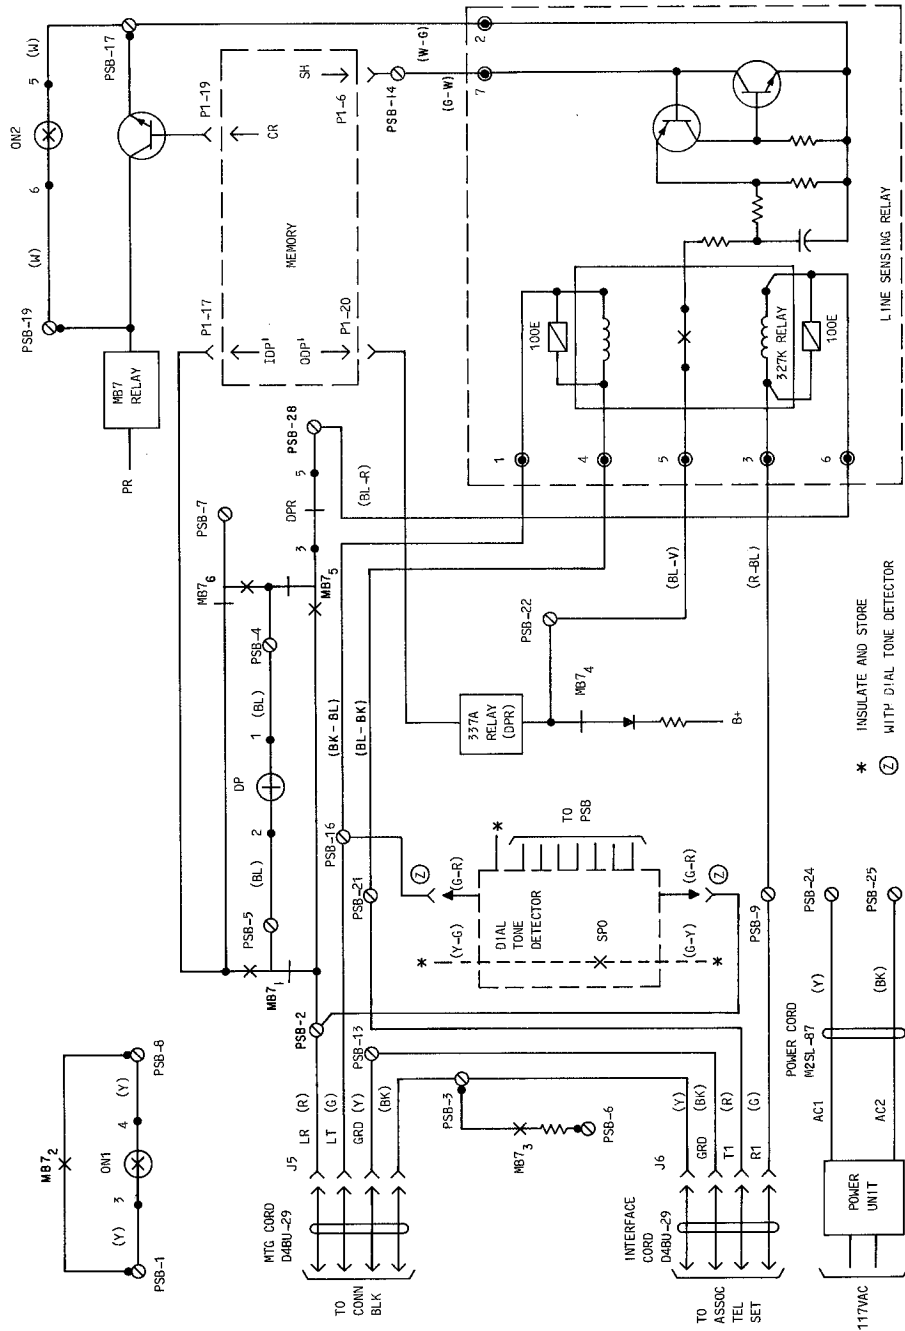 ON2
(W)
5
6
(W)
PSB-17
PSB-19
MB7
RELAY
PR
P1-19
CR
SH
P1-6
MEMORY
P1-17
IDP'
ODP'
P1-20
PSB-14
(W-G)
(G-W)
2
7
LINE SENSING RELAY
100E
327K RELAY
100E
1
4
5
3
6
PSB-7
MB7 6
PSB-28
5
DPR
3
MB7 5
(BL-R)
PSB-4
(BL)
1
DP
2
(BL)
PSB-5
MB7 1
(BK-BL)
(BL-BK)
PSB-16
PSB-21
PSB-22
(BL-V)
(R-BL)
MB7 4
337A
RELAY
(DPR)
B+
* INSULATE AND STORE
Z WITH DIAL TONE DETECTOR
TO
PSB
*
Z
(G-R)
(Y-G)
*
DIAL
TONE
DETECTOR
SPO
(G-R)
Z
(G-Y)
*
PSB-9
PSB-2
PSB-13
PSB-3
MB7 3
PSB-6
MB7 2
PSB-8
(Y)
4
ON1
3
(Y)
PSB-1
J5
LR (R)
LT (G)
GRD (Y)
(BK)
MTG CORD
D4BU-29
TO
CONN
BLK
J6
(Y)
GRD (BK)
T1 (R)
R1 (G)
INTERFACE
CORD
D4BU-29
TO
ASSOC
TEL
SET
POWER CORD
M2SL-87
PSB-24
(Y)
AC1
PSB-25
(BK)
AC2
POWER
UNIT
117VAC